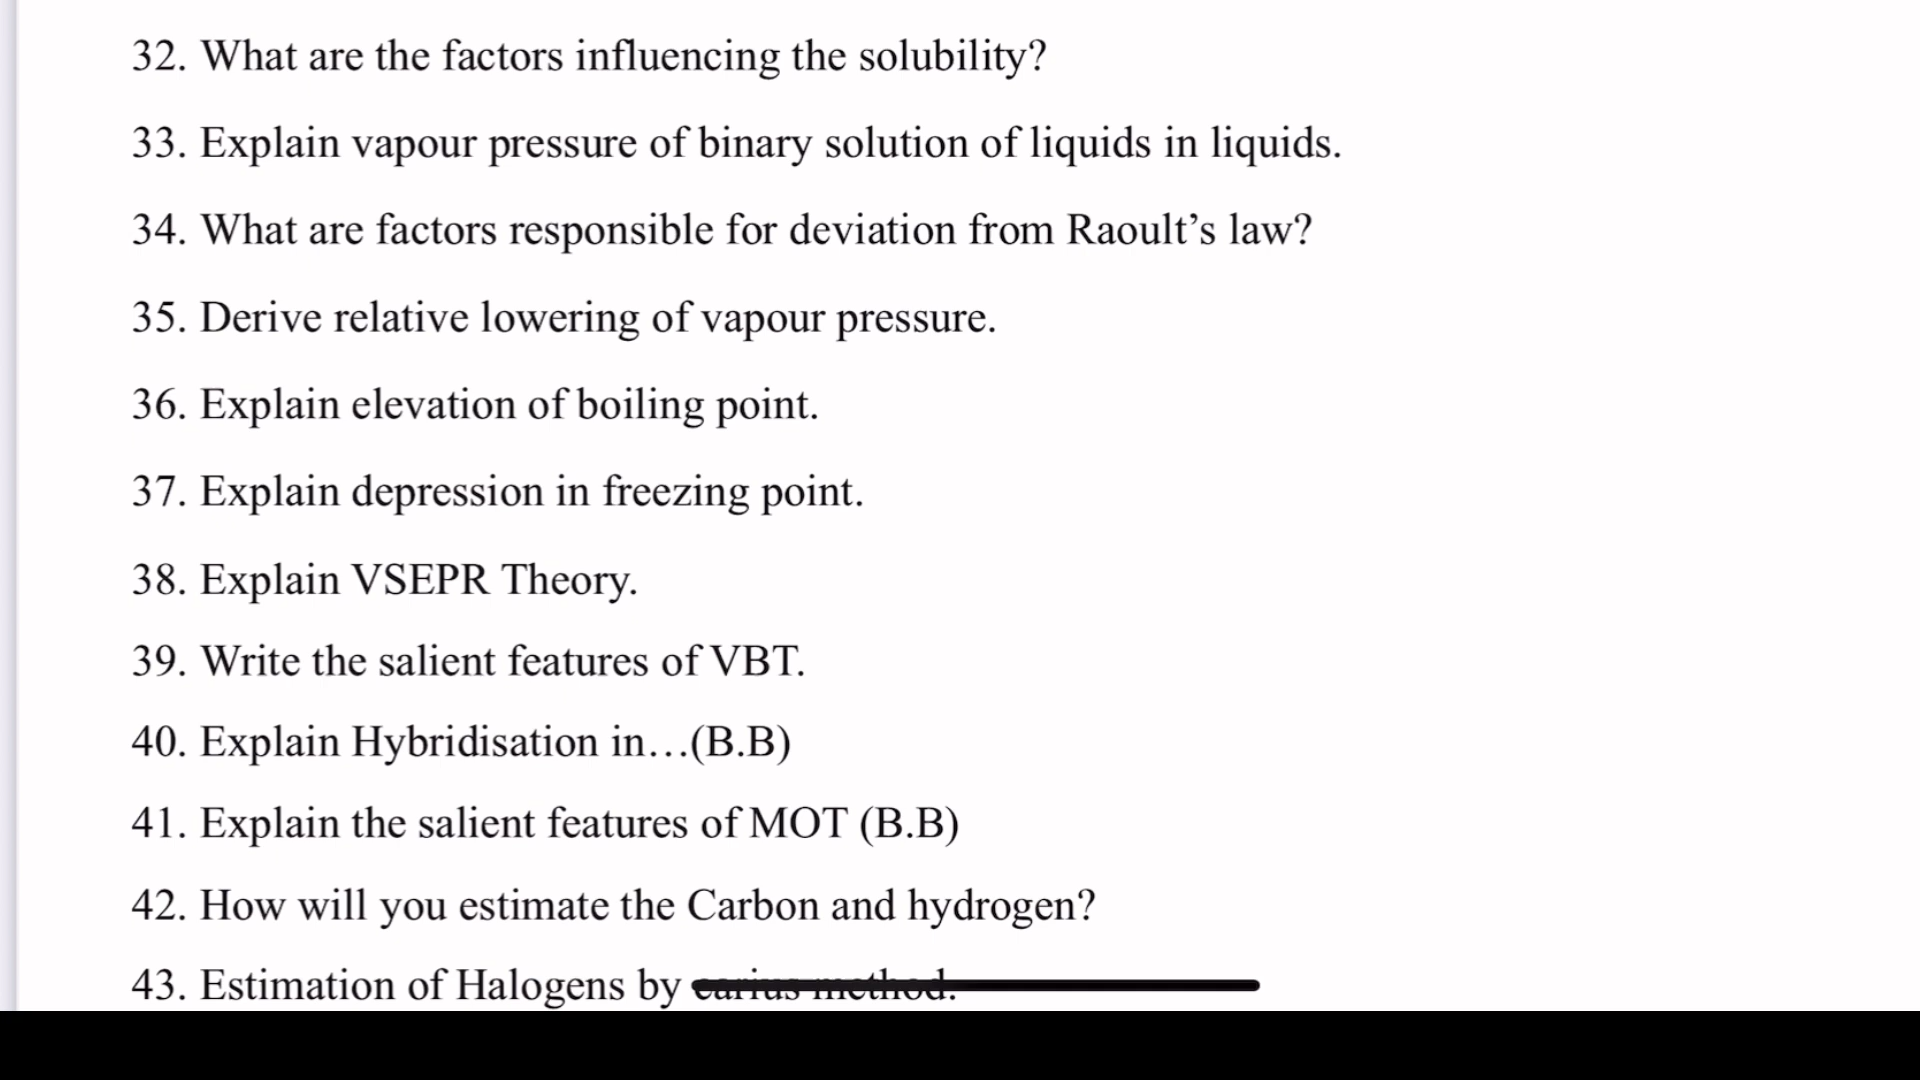 32. What are the factors influencing the solubility?
33. Explain vapour pressure of binary solution of liquids in liquids.
34. What are factors responsible for deviation from Raoult’s law?
35. Derive relative lowering of vapour pressure.
36. Explain elevation of boiling point.
37. Explain depression in freezing point.
38. Explain VSEPR Theory.
39. Write the salient features of VBT.
40. Explain Hybridisation in…(B.B)
41. Explain the salient features of MOT (B.B)
42. How will you estimate the Carbon and hydrogen?
43. Estimation of Halogens by carius method.